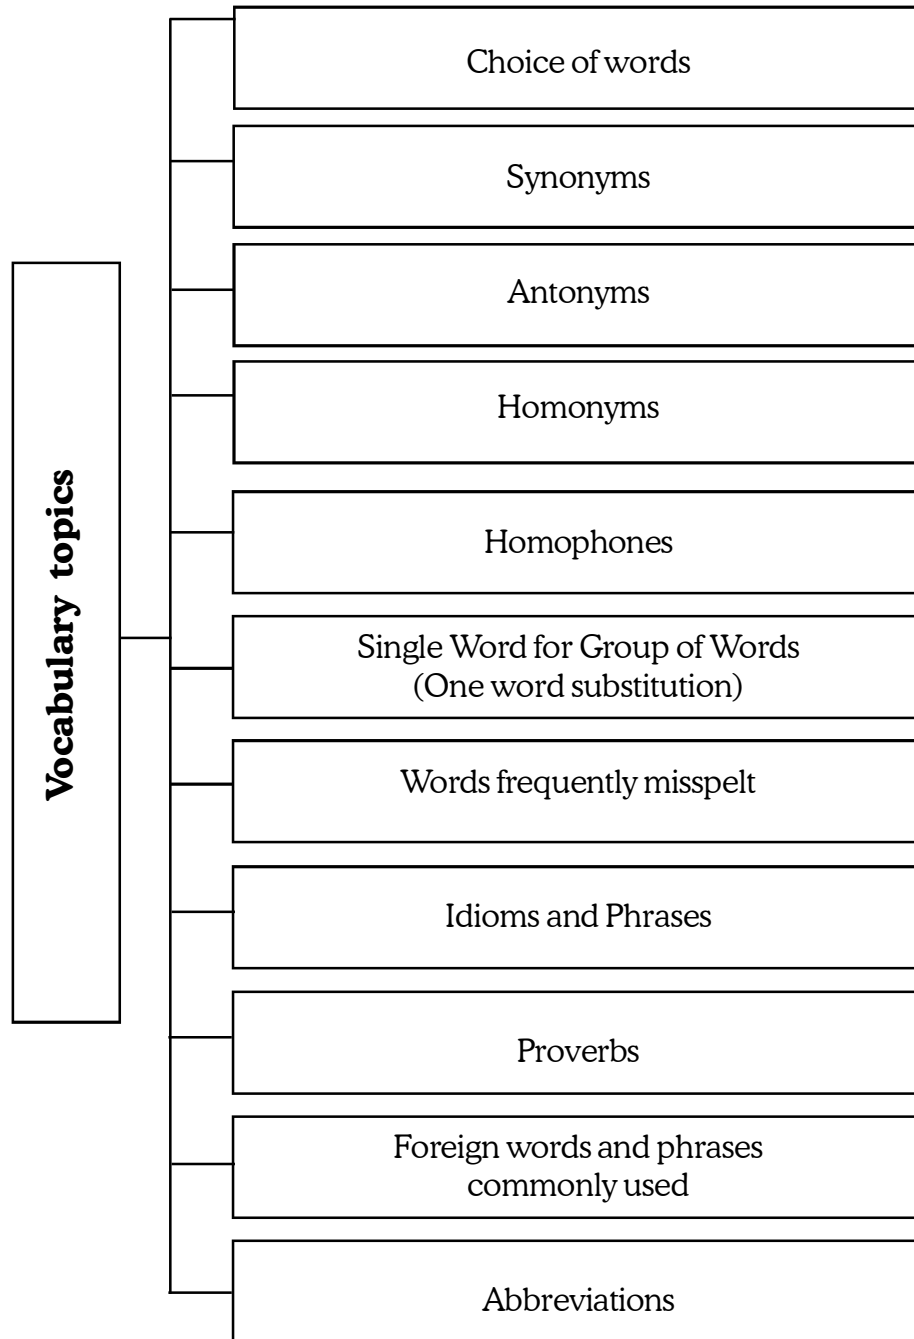 Choice of words
Synonyms
Antonyms
Homonyms
Homophones
Single Word for Group of Words
(One word substitution)
Words frequently misspelt
Idioms and Phrases
Proverbs
Foreign words and phrases
commonly used
Abbreviations
Vocabulary topics